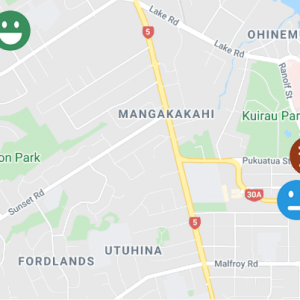 Lake Rd
5
Lake Rd
OHINEM
Ranolf St
MANGAKAKAHI
Kuirau Par
on Park
Pukuatua St
Sunset Rd
30A
5
UTUHINA
FORDLANDS
Malfroy Rd